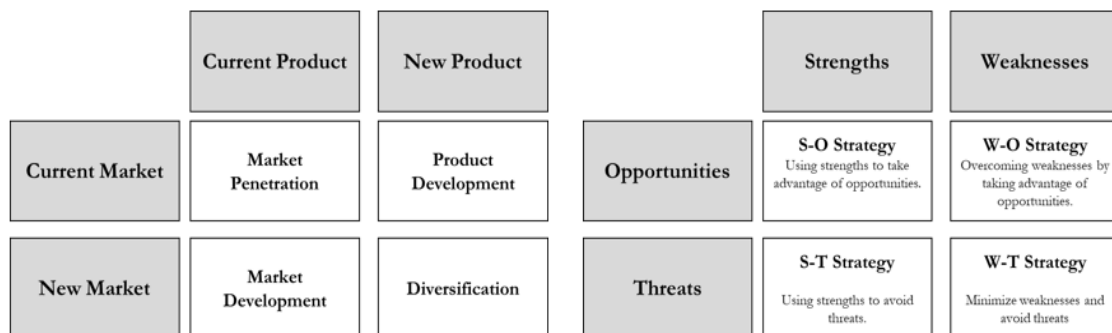 Current Product
New Product
Current Market
Market
Penetration
Product
Development
New Market
Market
Development
Diversification
Strengths
Weaknesses
Opportunities
S-O Strategy
Using strengths to take
advantage of opportunities.
W-O Strategy
Overcoming weaknesses by
taking advantage of
opportunities.
Threats
S-T Strategy
Using strengths to avoid
threats.
W-T Strategy
Minimize weaknesses and
avoid threats